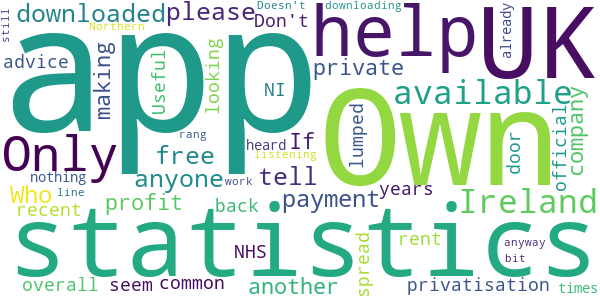 still
downloaded
please
Northern
Doesn't
downloading
Don't
help
UK
already
app
advice
making
Useful
looking
NI
private
available
Own
official
company
Only
rang
heard
If
lumped
door
free
listening
tell
nothing
anyone
work
years
Who
line
payment
Ireland
recent
profit
back
statistics
NHS
spread
rent
anyway
bit
overall
seem
common
another
privatisation
times